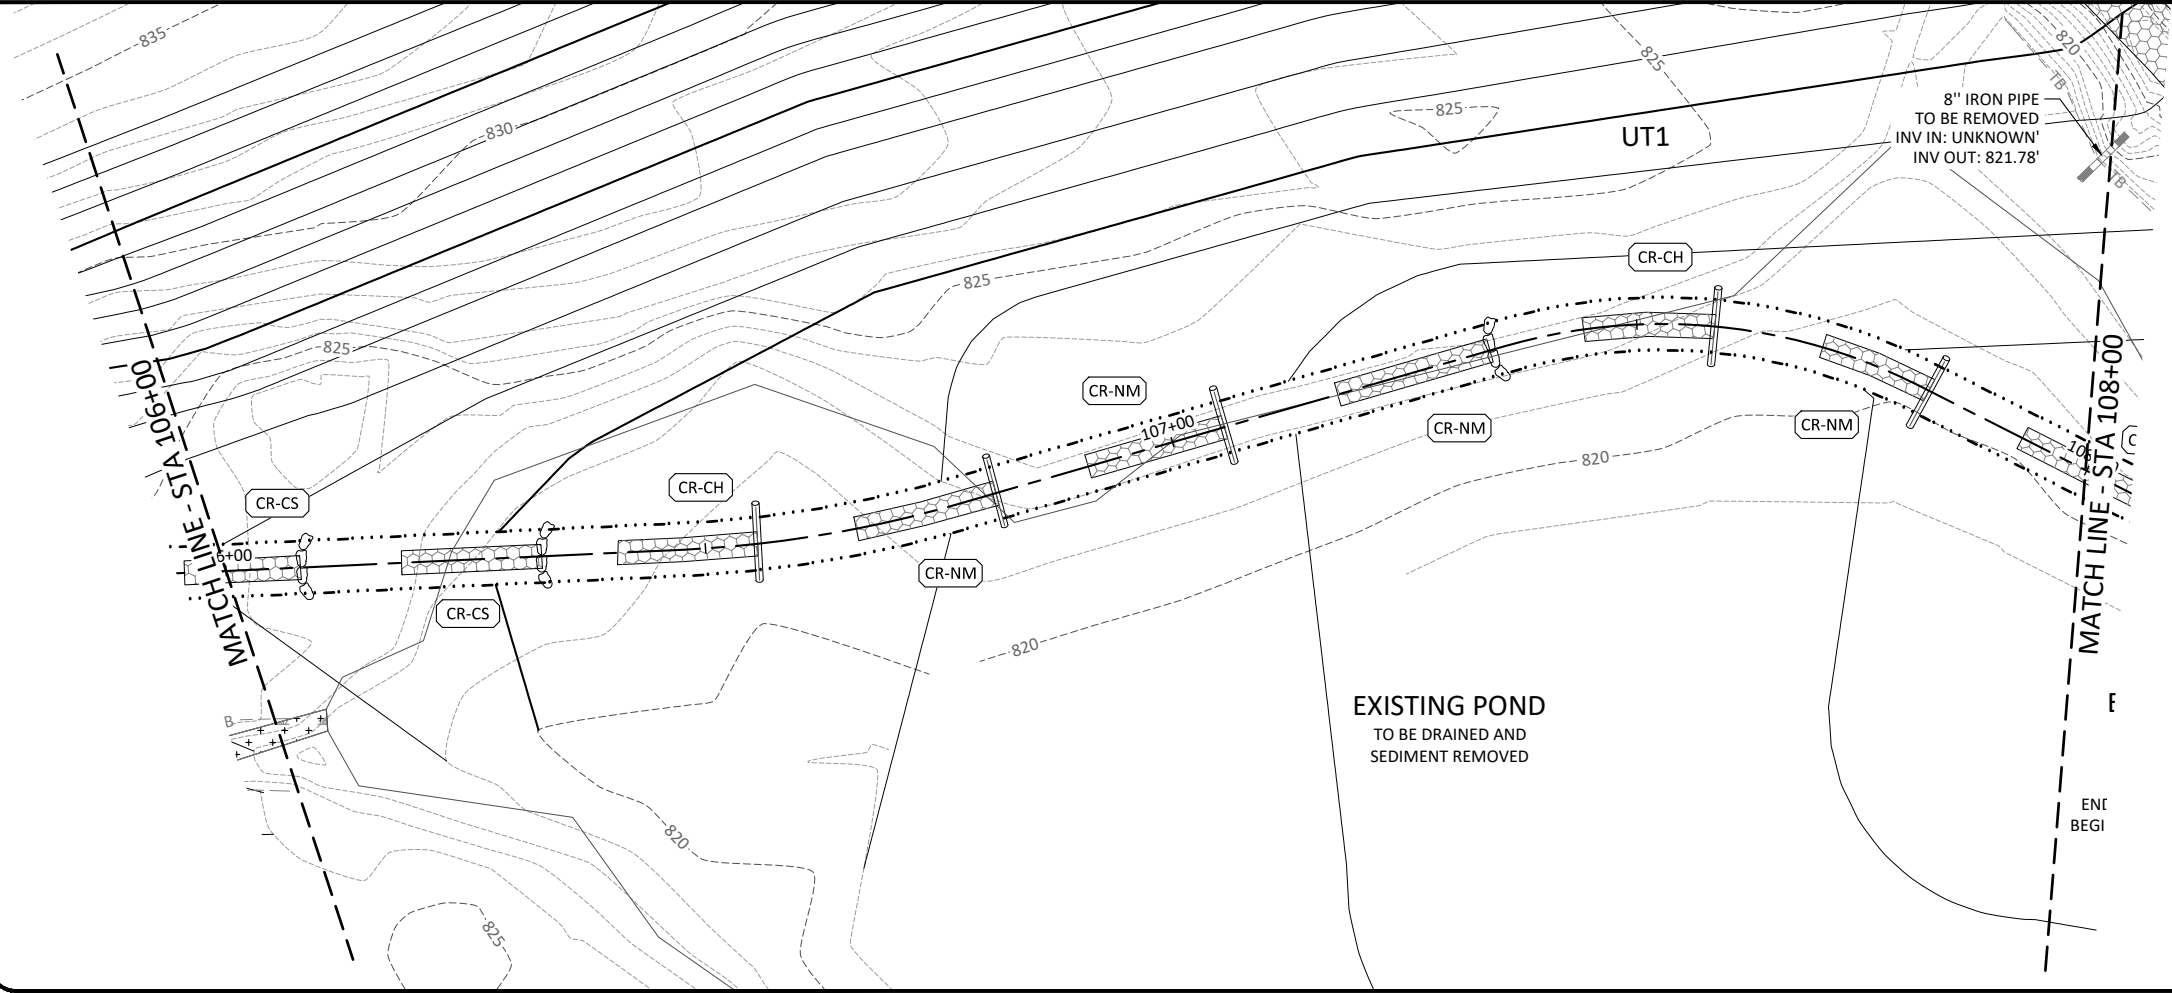 835
830
825
825
820
TB
8" IRON PIPE
TO BE REMOVED
INV IN: UNKNOWN'
INV OUT: 821.78'
TB
UT1
CR-CH
825
825
MATCH LINE - STA 106+00
CR-NM
CR-NM
CR-NM
107+00
820
CR-CH
CR-CS
6+00
CR-NM
CR-CS
820
MATCH LINE - STA 108+00
EXISTING POND
TO BE DRAINED AND
SEDIMENT REMOVED
B
820
825
BEGI